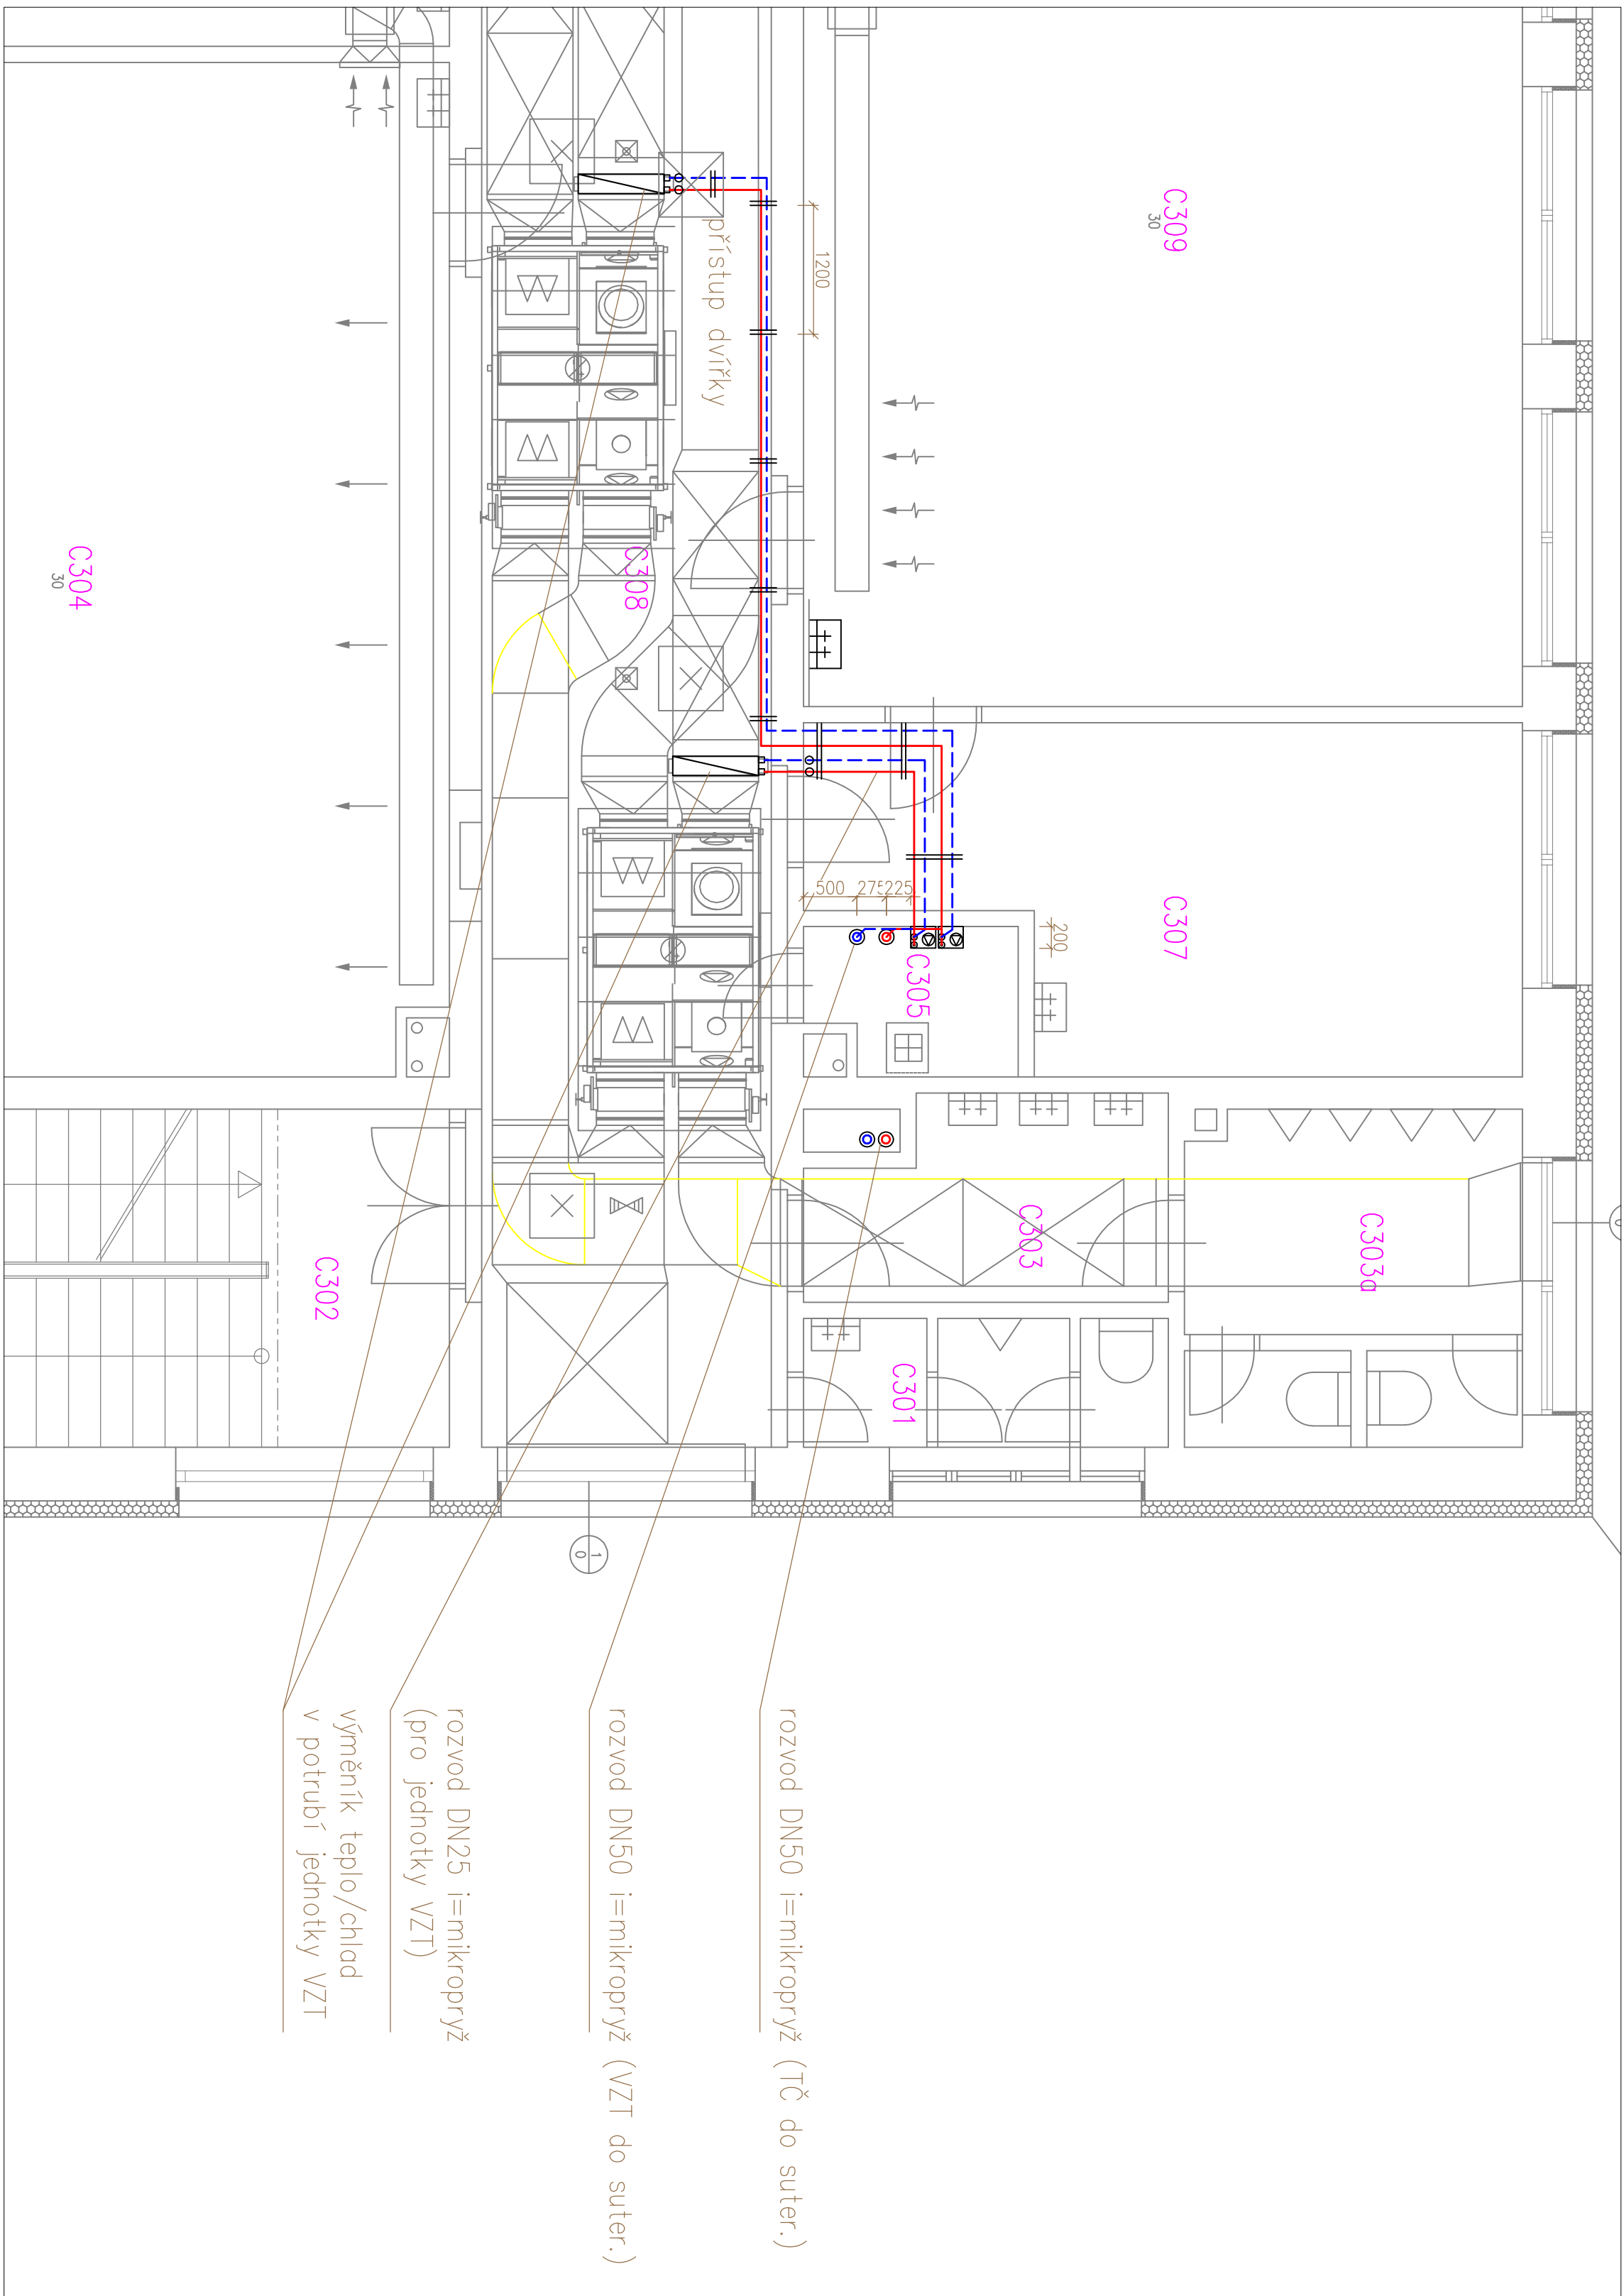 C309
30
1200
přístup dvířky
C308
C304
30
C307
500
275
225
200
C305
C303
C303a
C302
C301
1
0
rozvod DN50 i=mikropryž (TČ do suter.)
rozvod DN50 i=mikropryž (VZT do suter.)
rozvod DN25 i=mikropryž
(pro jednotky VZT)
výměník teplo/chlad
v potrubí jednotky VZT